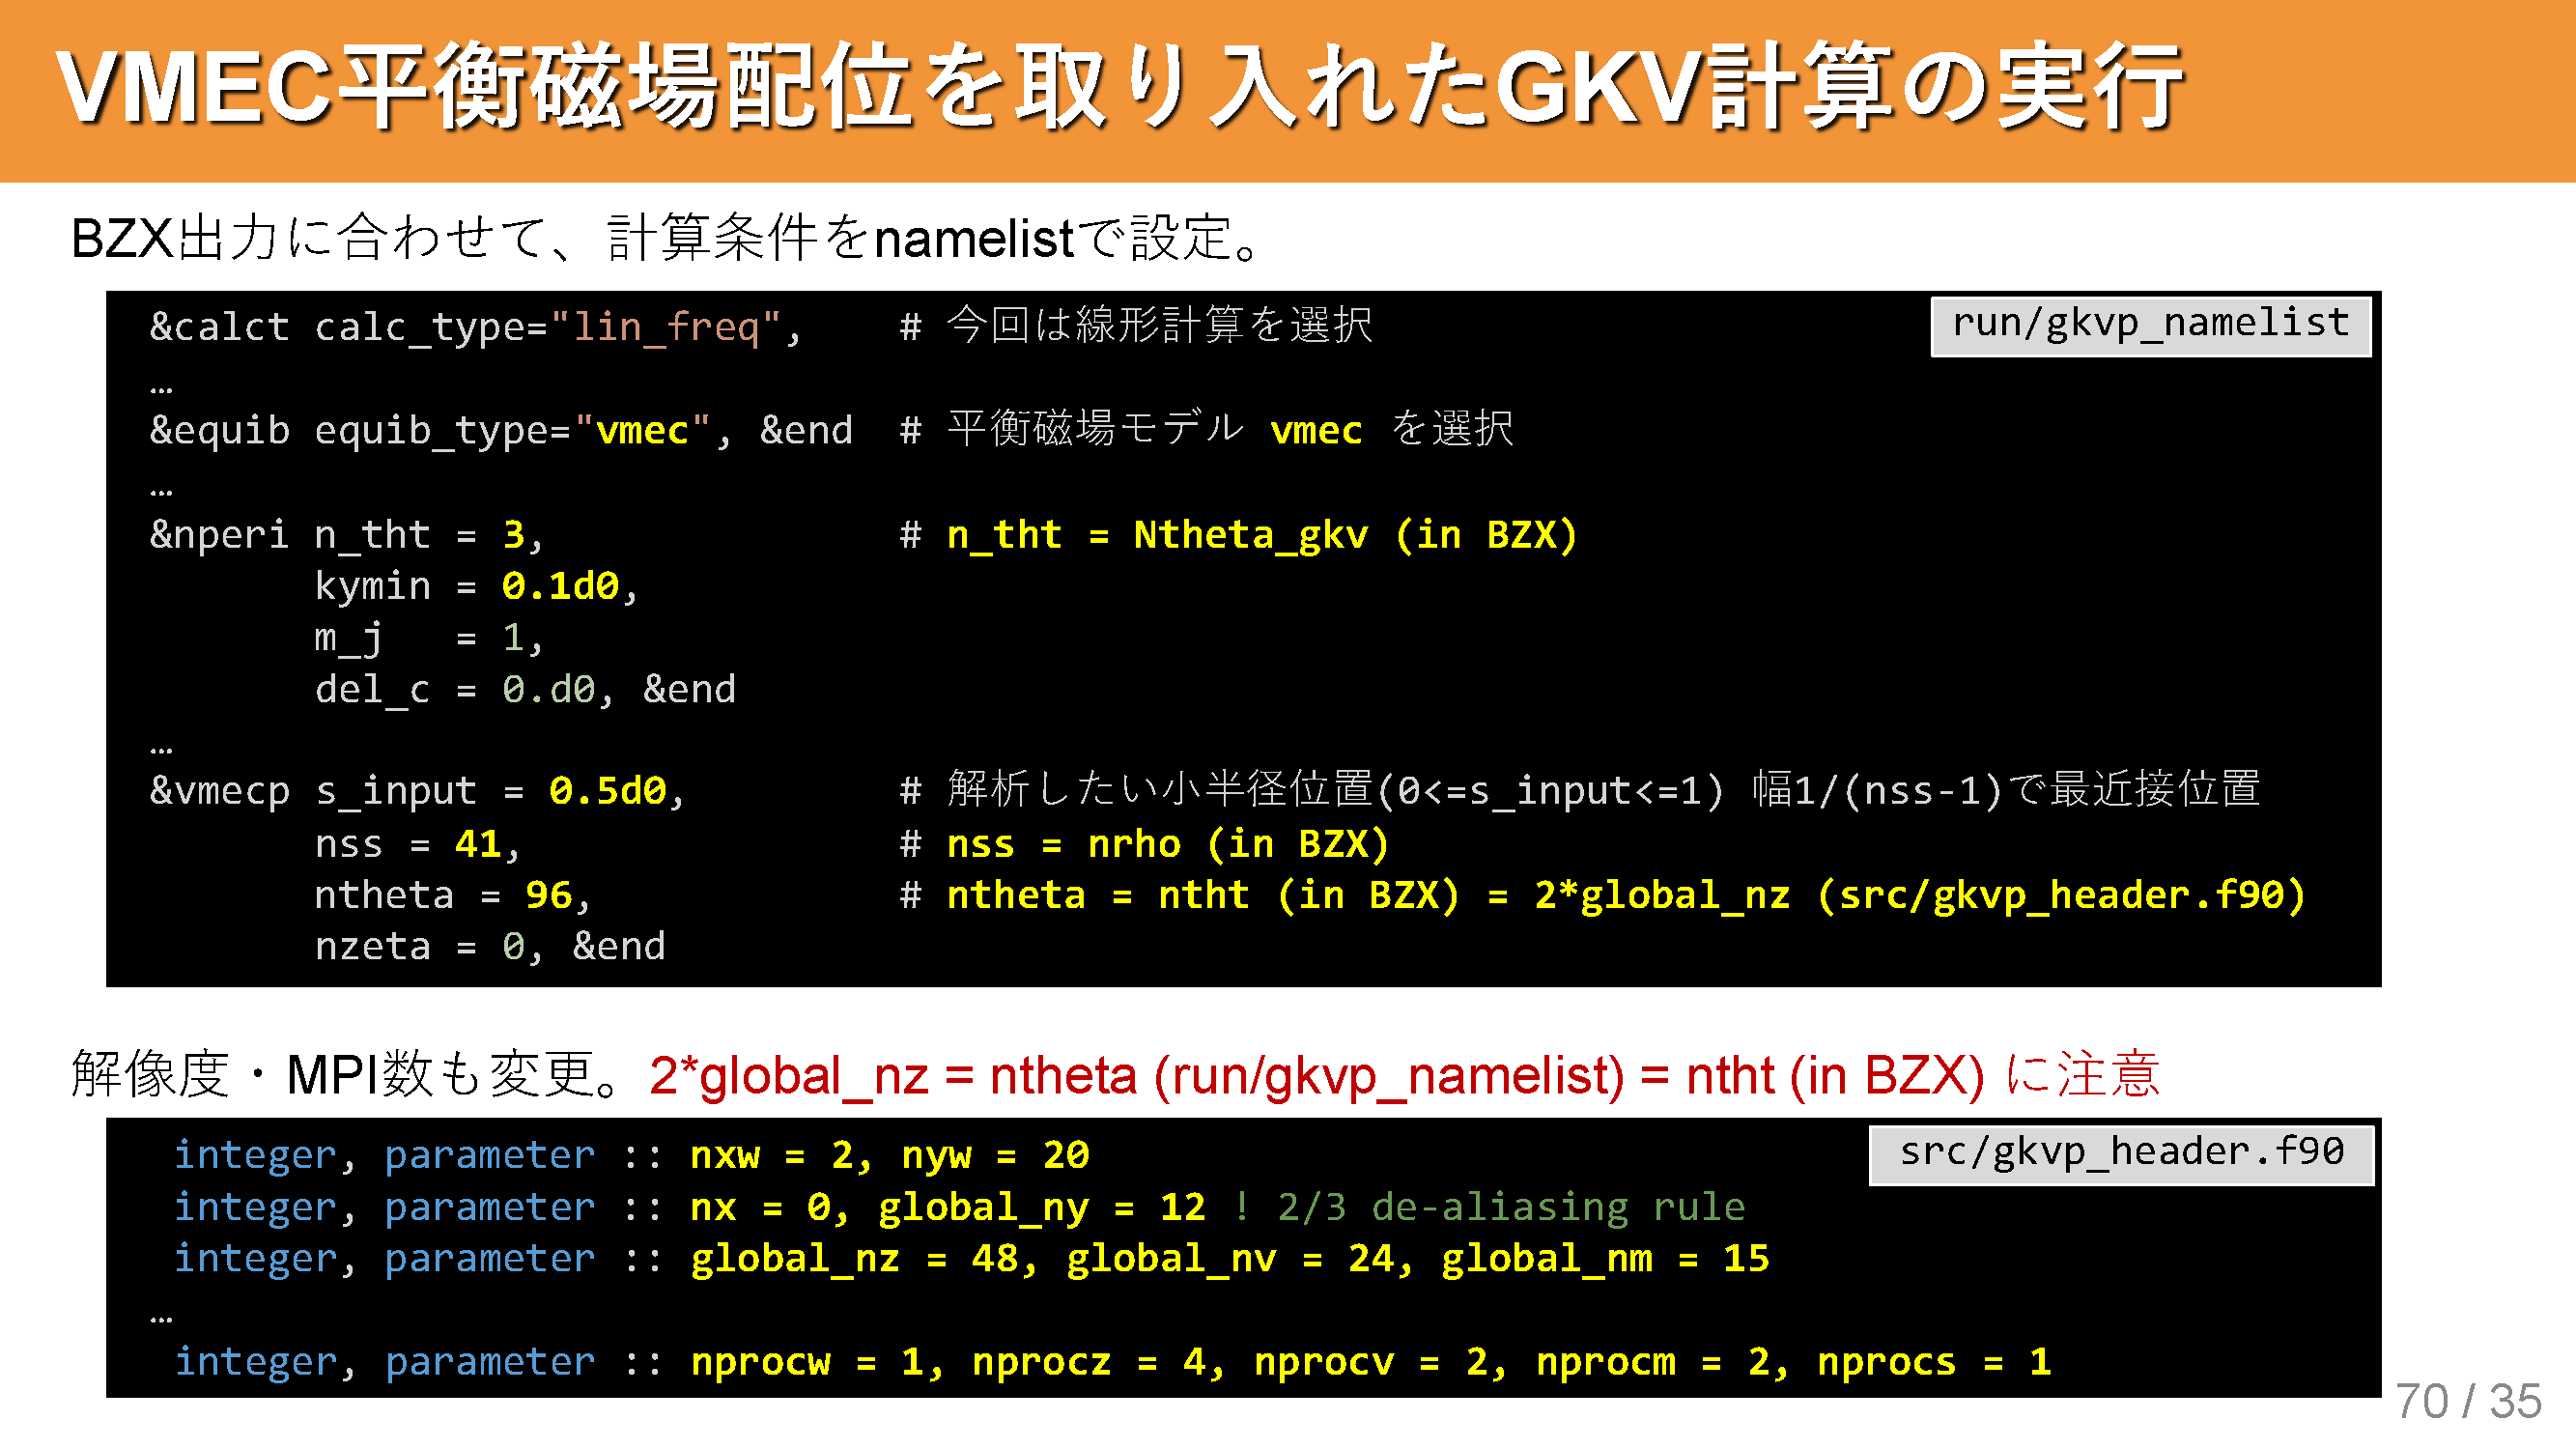 VMEC平衡磁場配位を取り入れたGKV計算の実行
BZX出力に合わせて、計算条件をnamelistで設定。
run/gkvp_namelist
&calct calc_type="lin_freq", # 今回は線形計算を選択
…
&equib equib_type="vmec", &end # 平衡磁場モデル vmec を選択
…
&nperi n_tht = 3, # n_tht = Ntheta_gkv (in BZX)
kymin = 0.1d0,
m_j = 1,
del_c = 0.d0, &end
…
&vmecp s_input = 0.5d0, # 解析したい小半径位置(0<=s_input<=1) 幅1/(nss-1)で最近接位置
nss = 41, # nss = nrho (in BZX)
ntheta = 96, # ntheta = ntht (in BZX) = 2*global_nz (src/gkvp_header.f90)
nzeta = 0, &end
解像度・MPI数も変更。2*global_nz = ntheta (run/gkvp_namelist) = ntht (in BZX) に注意
src/gkvp_header.f90
integer, parameter :: nxw = 2, nyw = 20
integer, parameter :: nx = 0, global_ny = 12 ! 2/3 de-aliasing rule
integer, parameter :: global_nz = 48, global_nv = 24, global_nm = 15
…
integer, parameter :: nprocw = 1, nprocz = 4, nprocv = 2, nprocm = 2, nprocs = 1
70 / 35